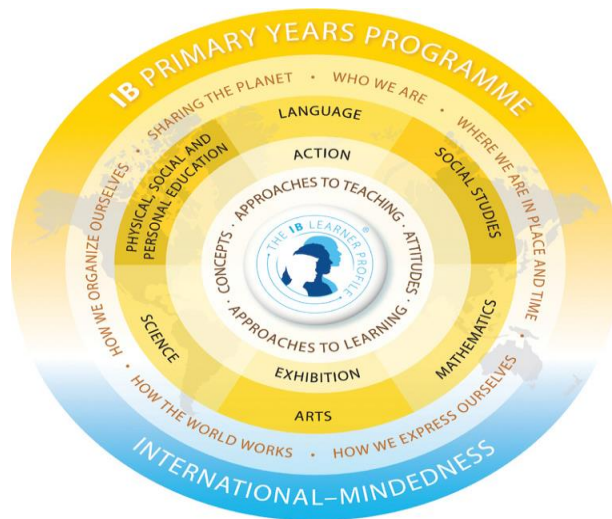 IB PRIMARY YEARS PROGRAMME
SHARING THE PLANET • WHO WE ARE • WHERE WE ARE IN PLACE AND TIME • HOW WE EXPRESS OURSELVES • HOW THE WORLD WORKS • HOW WE ORGANIZE OURSELVES •
LANGUAGE
SOCIAL STUDIES
MATHEMATICS
ARTS
SCIENCE
PHYSICAL, SOCIAL AND
PERSONAL EDUCATION
ACTION
EXHIBITION
CONCEPTS · APPROACHES TO TEACHING · ATTITUDES · APPROACHES TO LEARNING ·
THE IB LEARNER PROFILE ®
INTERNATIONAL–MINDEDNESS